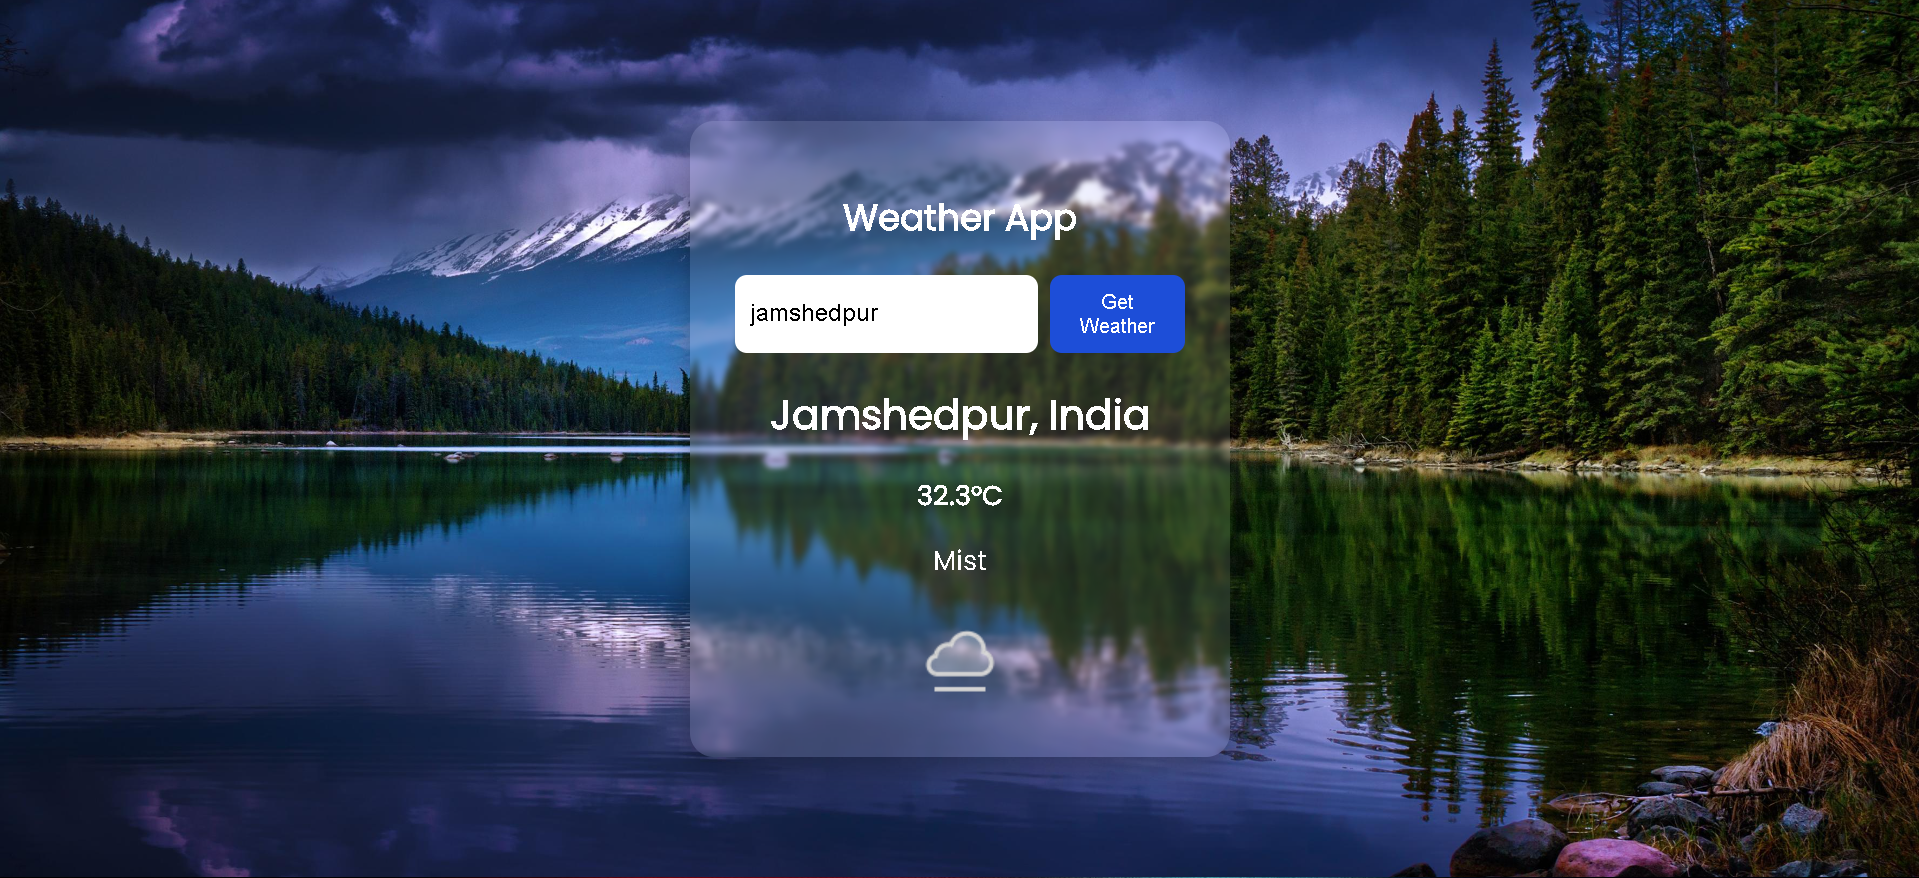 Weather App
jamshedpur
Get
Weather
Jamshedpur, India
32.3°C
Mist